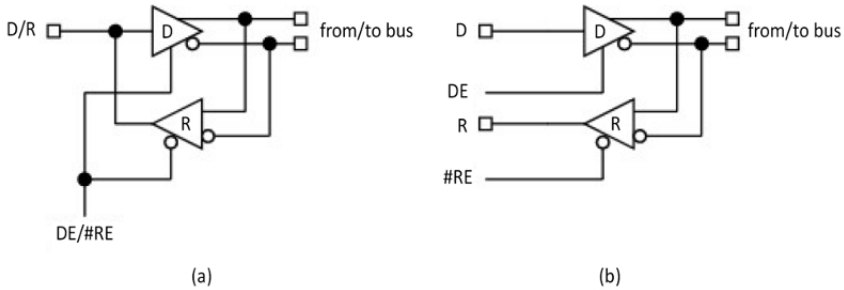 D/R
D
from/to bus
R
DE/#RE
(a)
D
D
from/to bus
DE
R
R
#RE
(b)